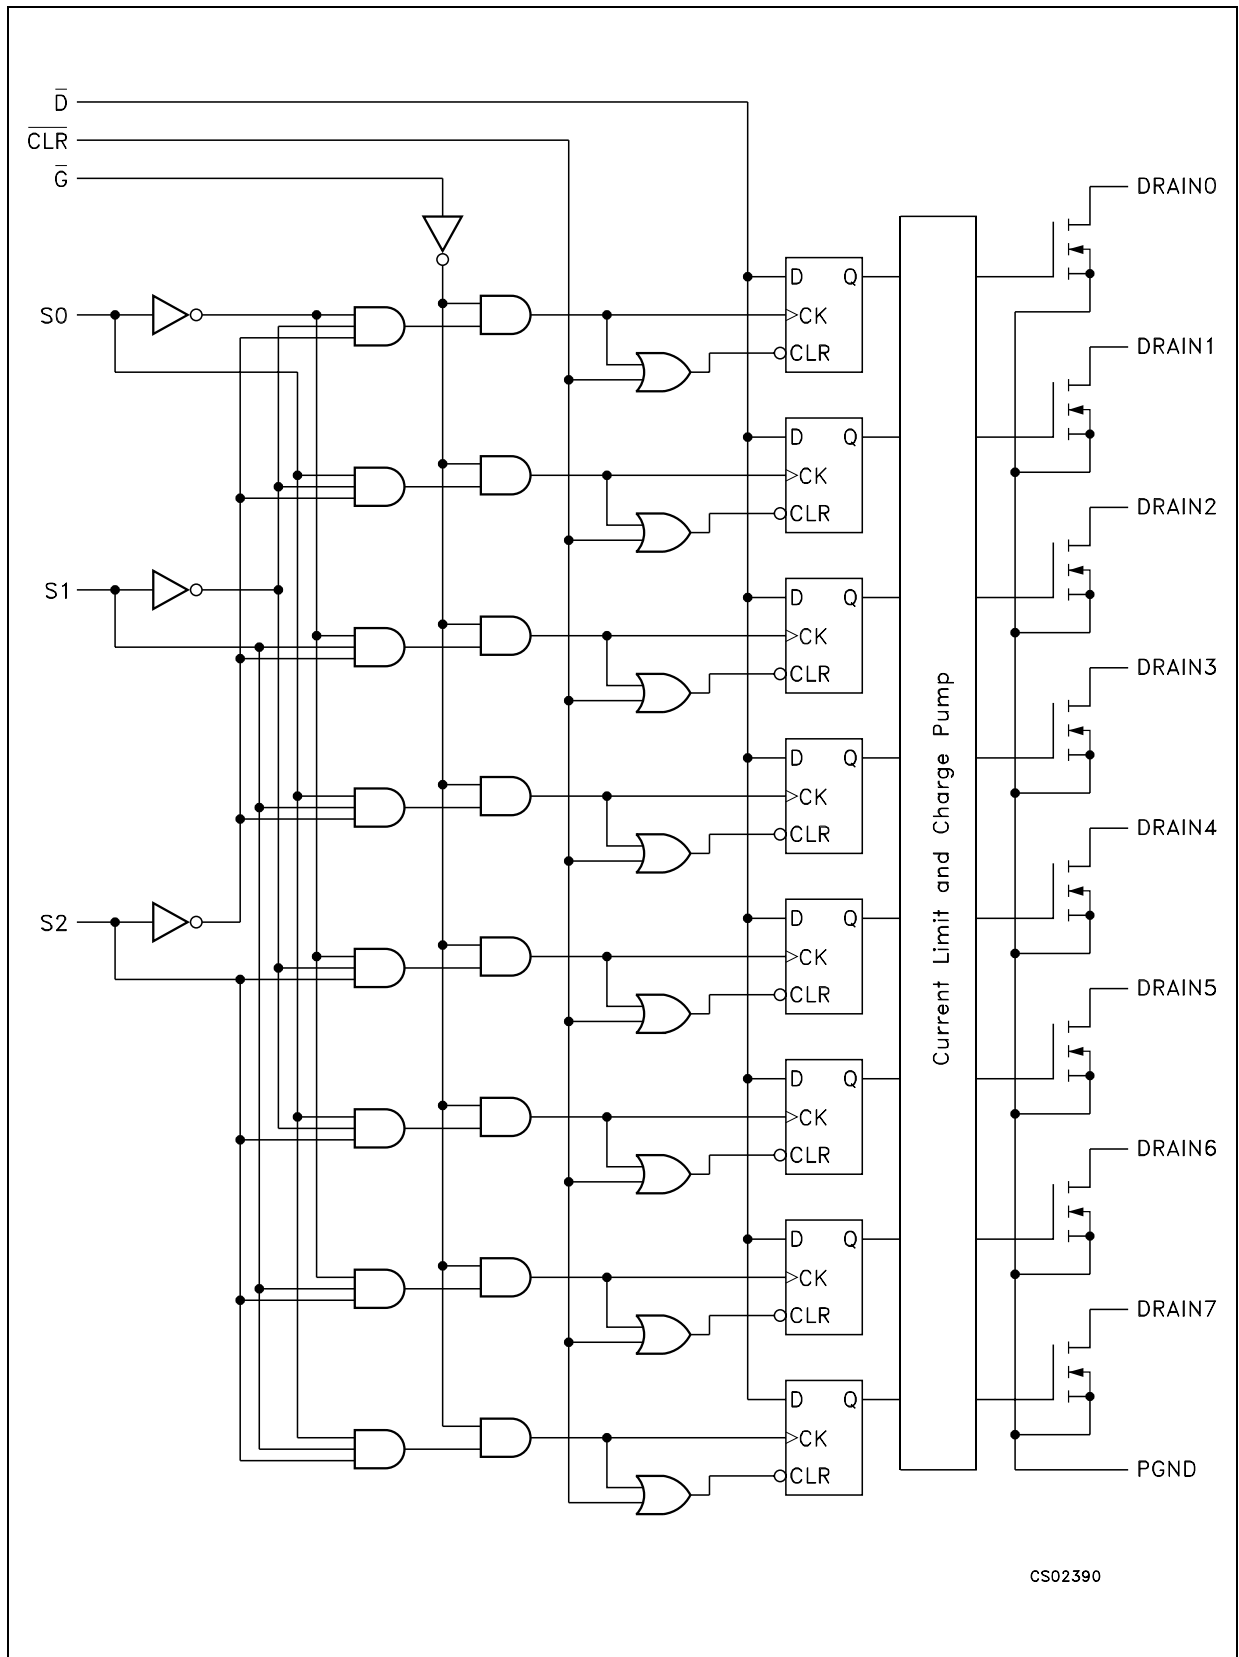 D̅
C̅L̅R̅
G̅
DRAIN0
D Q
S0
CK
CLR
DRAIN1
D Q
CK
CLR
DRAIN2
S1
D Q
CK
CLR
DRAIN3
D Q
CK
CLR
DRAIN4
Current Limit and Charge Pump
S2
D Q
CK
CLR
DRAIN5
D Q
CK
CLR
DRAIN6
D Q
CK
CLR
DRAIN7
D Q
CK
CLR
PGND
CS02390